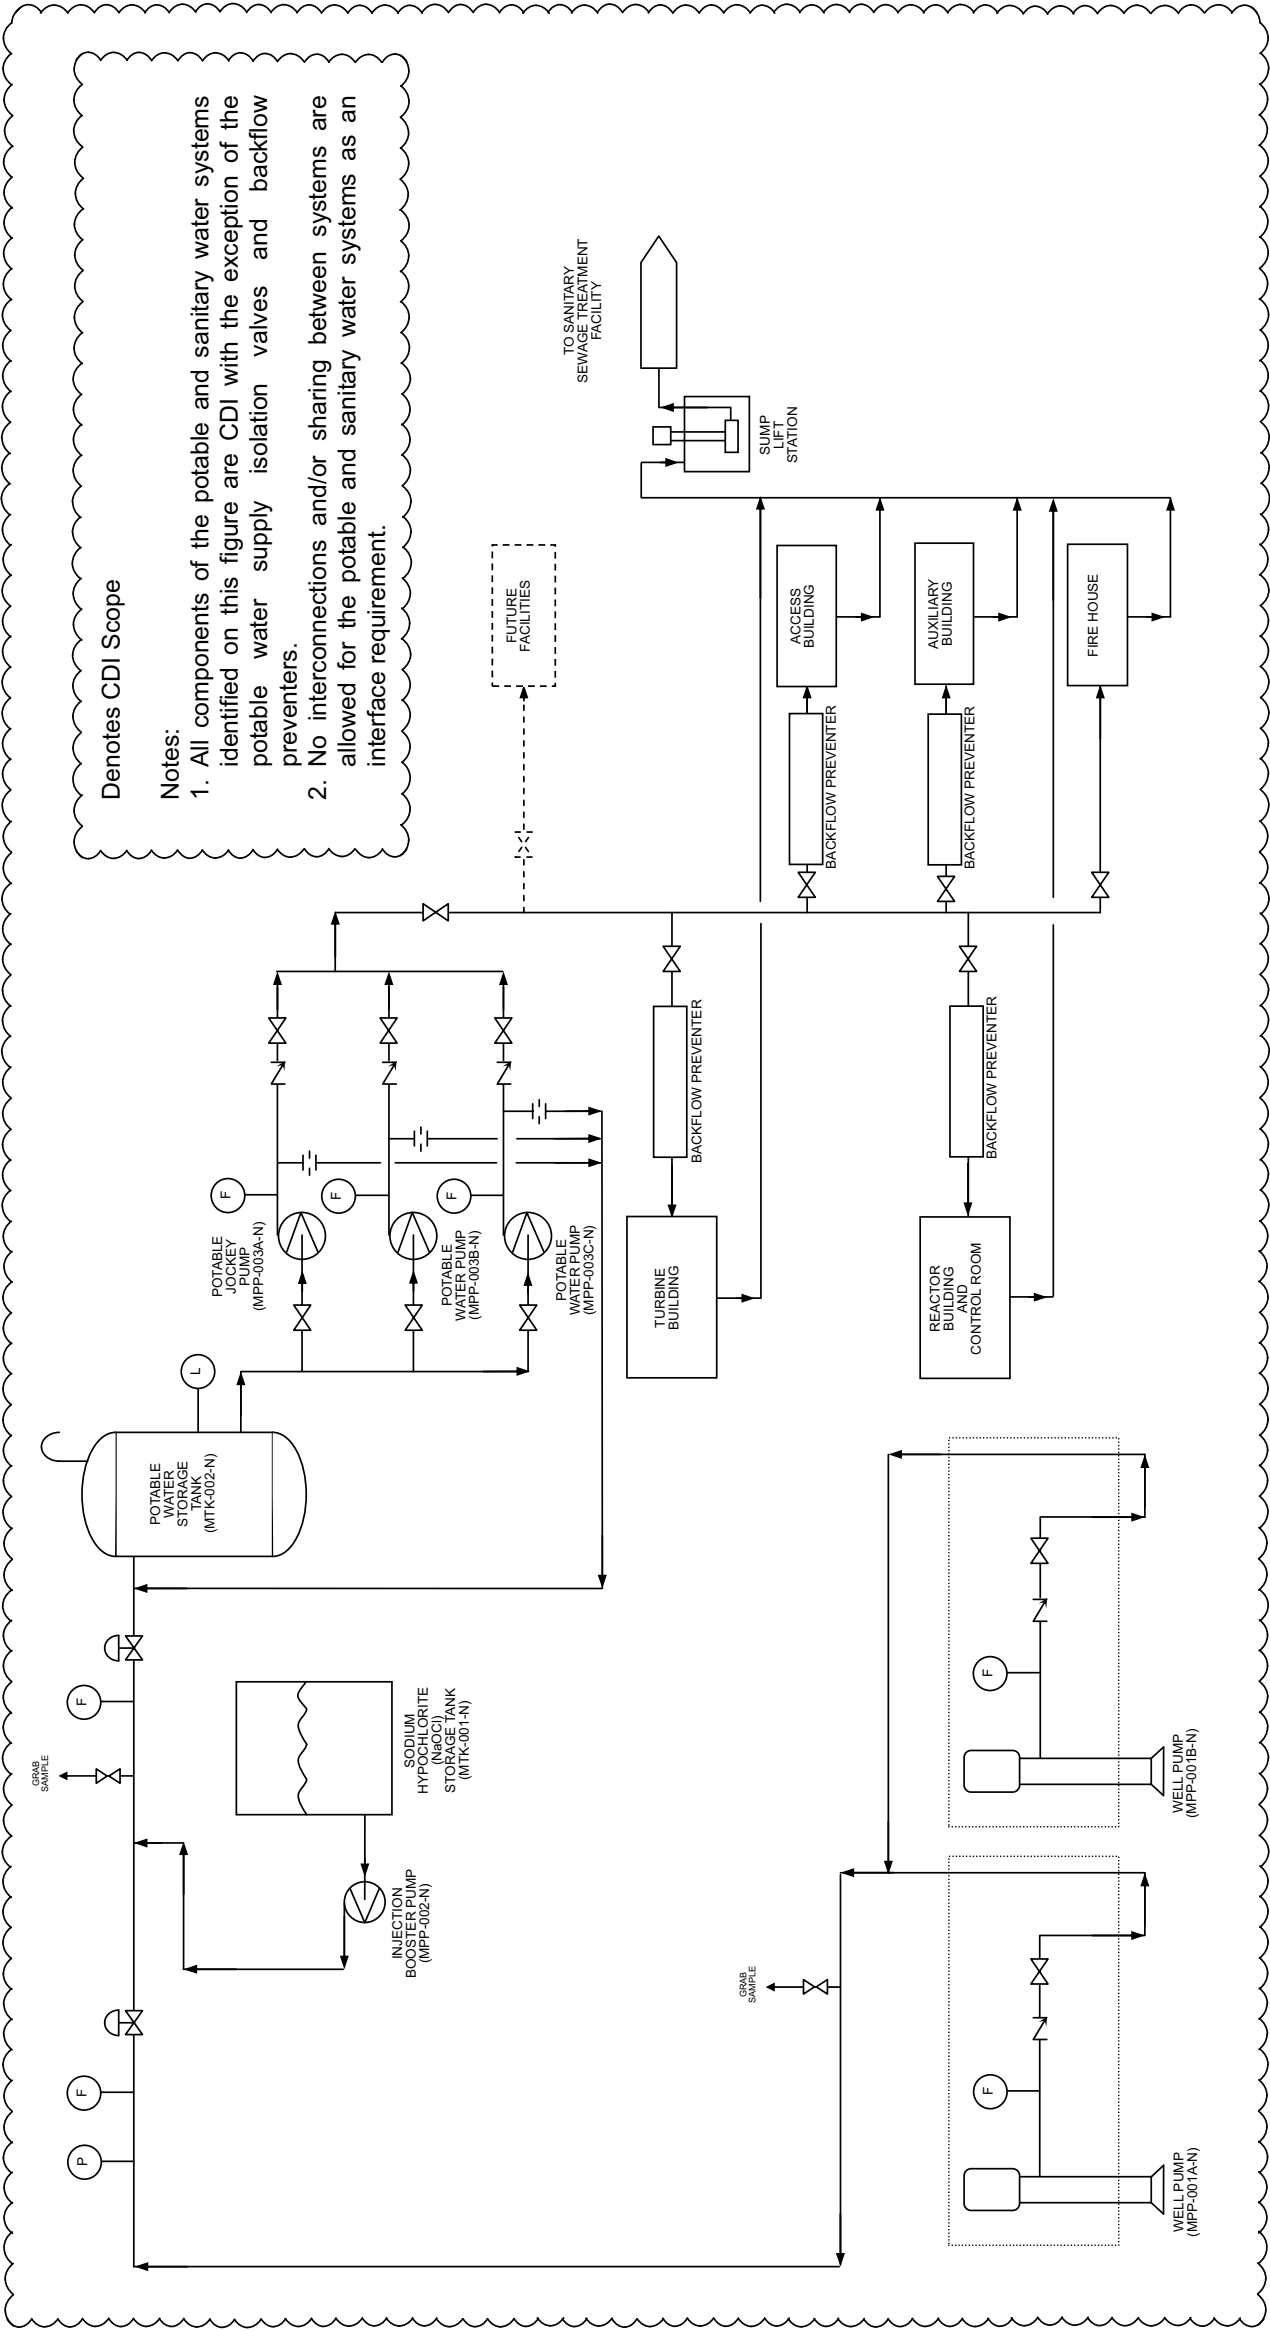 Denotes CDI Scope
Notes:
1. All components of the potable and sanitary water systems
identified on this figure are CDI with the exception of the
potable water supply isolation valves and backflow
preventers.
2. No interconnections and/or sharing between systems are
allowed for the potable and sanitary water systems as an
interface requirement.
GRAB
SAMPLE
P
F
F
L
POTABLE
WATER
STORAGE
TANK
(MTK-002-N)
SODIUM
HYPOCHLORITE
(NaOCl)
STORAGE TANK
(MTK-001-N)
INJECTION
BOOSTER PUMP
(MPP-002-N)
F
POTABLE
JOCKEY
PUMP
(MPP-003A-N)
F
POTABLE
WATER PUMP
(MPP-003B-N)
F
POTABLE
WATER PUMP
(MPP-003C-N)
FUTURE
FACILITIES
TO SANITARY
SEWAGE TREATMENT
FACILITY
SUMP
LIFT
STATION
BACKFLOW PREVENTER
TURBINE
BUILDING
BACKFLOW PREVENTER
ACCESS
BUILDING
BACKFLOW PREVENTER
AUXILIARY
BUILDING
BACKFLOW PREVENTER
REACTOR
BUILDING
AND
CONTROL ROOM
FIRE HOUSE
GRAB
SAMPLE
F
WELL PUMP
(MPP-001A-N)
F
WELL PUMP
(MPP-001B-N)